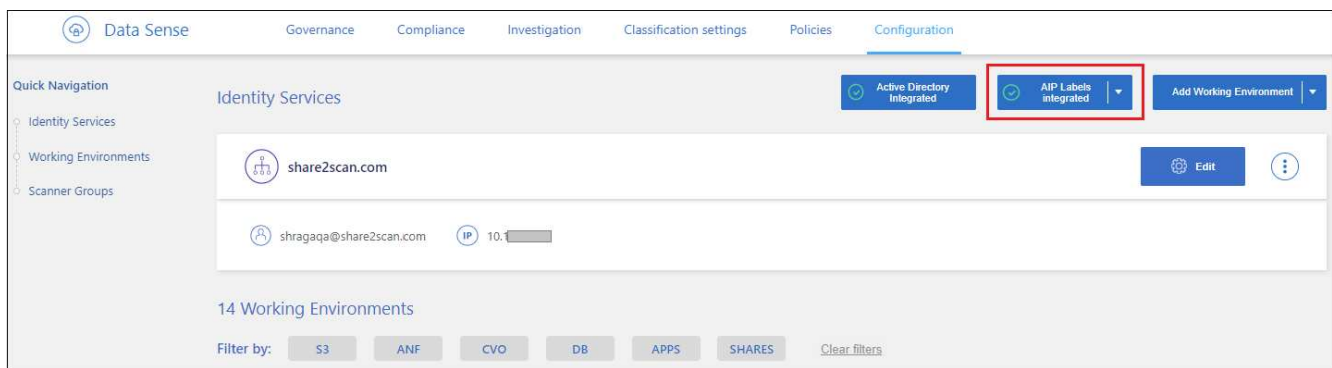 Data Sense
Governance Compliance Investigation Classification settings Policies Configuration
Quick Navigation
Identity Services
Working Environments
Scanner Groups
Identity Services
Active Directory
Integrated
AIP Labels
integrated
Add Working Environment
share2scan.com
Edit
shragaqa@share2scan.com IP 10.1
14 Working Environments
Filter by: S3 ANF CVO DB APPS SHARES Clear filters